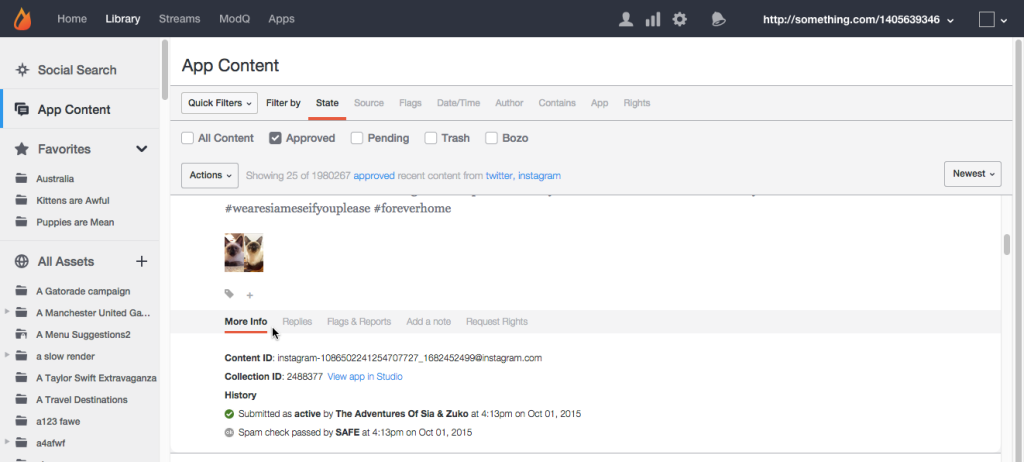 Home Library Streams ModQ Apps http://something.com/1405639346
Social Search
App Content
Favorites
Australia
Kittens are Awful
Puppies are Mean
All Assets
A Gatorade campaign
A Manchester United Ga...
A Menu Suggestions2
a slow render
A Taylor Swift Extravaganza
A Travel Destinations
a123 fawe
a4afwf
App Content
Quick Filters Filter by State Source Flags Date/Time Author Contains App Rights
All Content Approved Pending Trash Bozo
Actions Showing 25 of 1980267 approved recent content from twitter, instagram Newest
#wearesiameseifyouplease #foreverhome
More Info Replies Flags & Reports Add a note Request Rights
Content ID: instagram-1086502241254707727_1682452499@instagram.com
Collection ID: 2488377 View app in Studio
History
Submitted as active by The Adventures Of Sia & Zuko at 4:13pm on Oct 01, 2015
Spam check passed by SAFE at 4:13pm on Oct 01, 2015